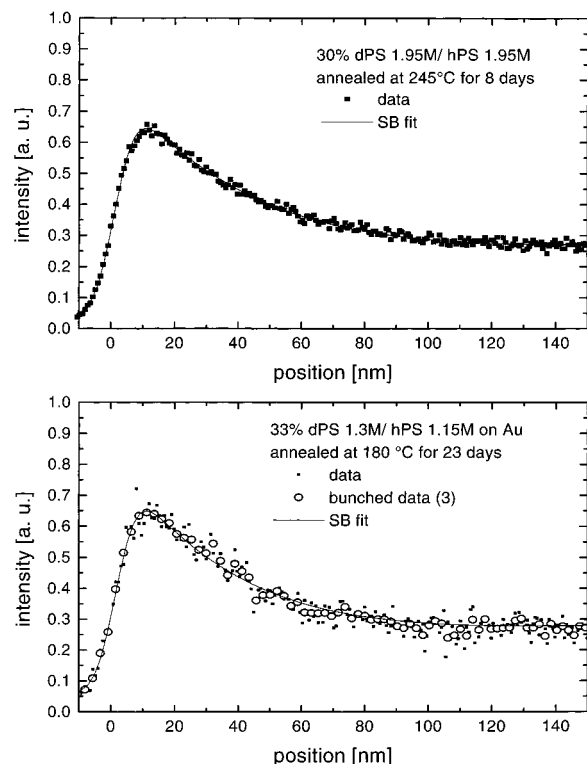 1.0
0.9
30% dPS 1.95M/ hPS 1.95M
0.8
annealed at 245°C for 8 days
data
0.7
SB fit
0.6
0.5
0.4
0.3
0.2
0.1
0.0
intensity [a. u.]
0 20 40 60 80 100 120 140
position [nm]
1.0
0.9
33% dPS 1.3M/ hPS 1.15M on Au
annealed at 180 °C for 23 days
0.8
data
0.7
bunched data (3)
SB fit
0.6
0.5
0.4
0.3
0.2
0.1
0.0
intensity [a. u.]
0 20 40 60 80 100 120 140
position [nm]